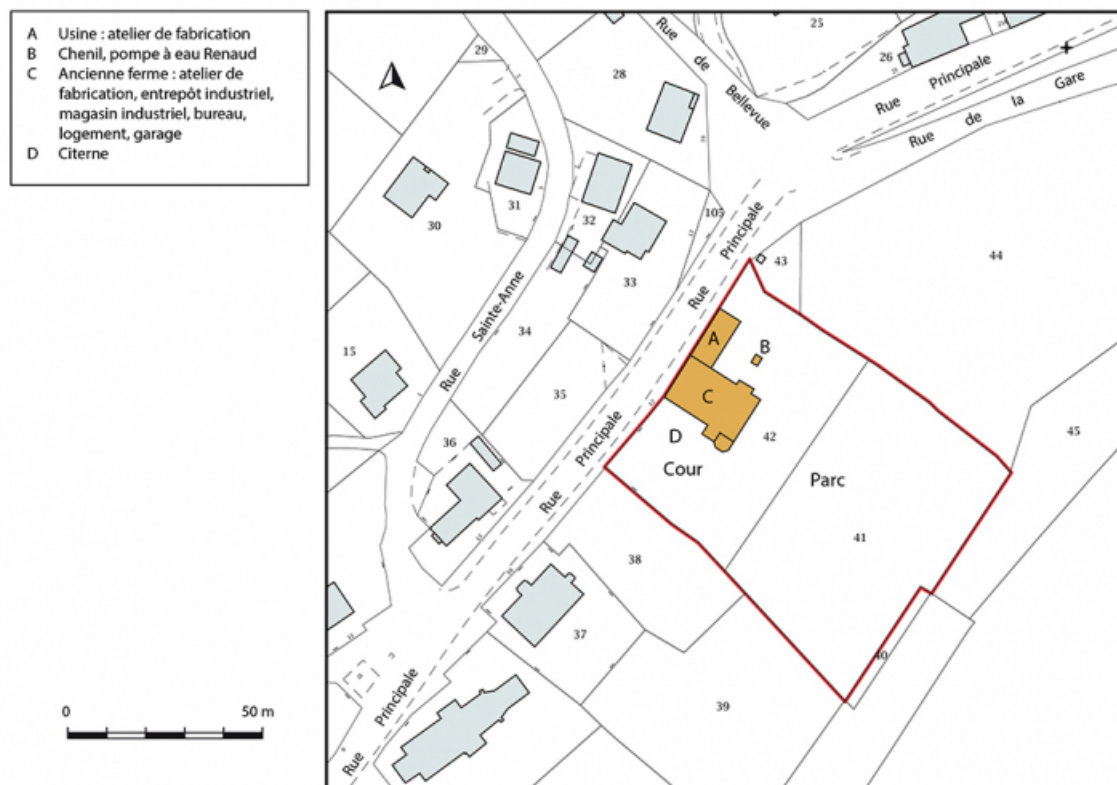 A Usine : atelier de fabrication
B Chenil, pompe à eau Renaud
C Ancienne ferme : atelier de
fabrication, entrepôt industriel,
magasin industriel, bureau,
logement, garage
D Citerne
0 50 m
25
26
29
28
Rue de Bellevue
Rue Principale
Rue de la Gare
31
30
32
105
Rue Principale
43
44
33
Rue Sainte-Anne
34
A
B
15
35
C
45
36
D
42
Cour
Rue Principale
Parc
41
38
37
40
39
Rue Principale